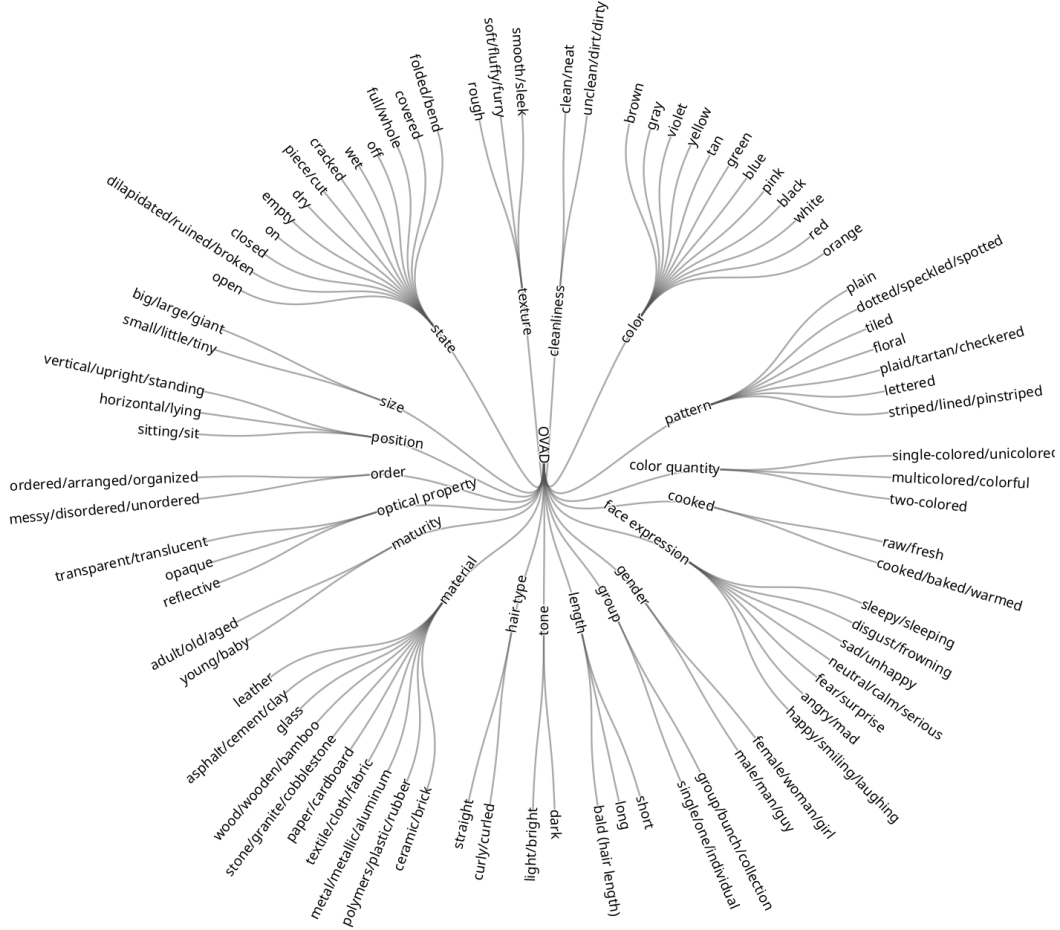 OVAD
cleanliness
clean/neat
unclean/dirt/dirty
color
brown
gray
violet
yellow
tan
green
blue
pink
black
white
red
orange
pattern
plain
dotted/speckled/spotted
tiled
floral
plaid/tartan/checkered
lettered
striped/lined/pinstriped
color quantity
single-colored/unicolored
multicolored/colorful
two-colored
cooked
raw/fresh
cooked/baked/warmed
face expression
sleepy/sleeping
disgust/frowning
sad/unhappy
neutral/calm/serious
fear/surprise
angry/mad
happy/smiling/laughing
gender
female/woman/girl
male/man/guy
group
group/bunch/collection
single/one/individual
length
short
long
bald (hair length)
tone
dark
light/bright
hair type
curly/curled
straight
material
ceramic/brick
polymers/plastic/rubber
metal/metallic/aluminum
textile/cloth/fabric
paper/cardboard
stone/granite/cobblestone
wood/wooden/bamboo
glass
asphalt/cement/clay
leather
maturity
young/baby
adult/old/aged
optical property
reflective
opaque
transparent/translucent
order
messy/disordered/unordered
ordered/arranged/organized
position
sitting/sit
horizontal/lying
vertical/upright/standing
size
small/little/tiny
big/large/giant
state
open
dilapidated/ruined/broken
closed
on
empty
dry
piece/cut
cracked
wet
off
full/whole
covered
folded/bend
texture
rough
soft/fluffy/furry
smooth/sleek